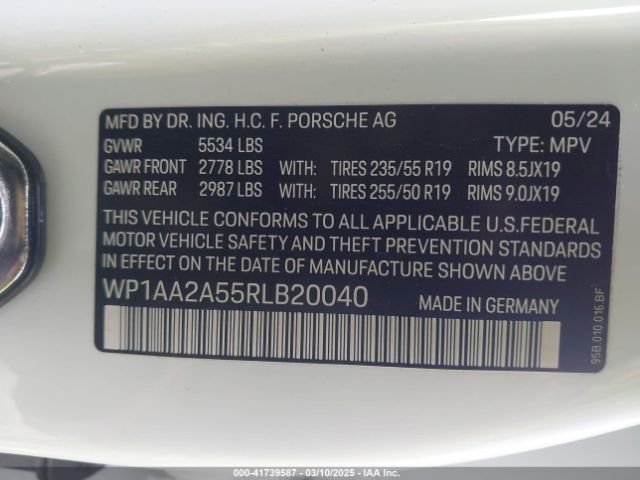 MFD BY DR. ING. H.C. F. PORSCHE AG 05/24
GVWR 5534 LBS TYPE: MPV
GAWR FRONT 2778 LBS WITH: TIRES 235/55 R19 RIMS 8.5JX19
GAWR REAR 2987 LBS WITH: TIRES 255/50 R19 RIMS 9.0JX19
THIS VEHICLE CONFORMS TO ALL APPLICABLE U.S.FEDERAL
MOTOR VEHICLE SAFETY AND THEFT PREVENTION STANDARDS
IN EFFECT ON THE DATE OF MANUFACTURE SHOWN ABOVE
WP1AA2A55RLB20040 MADE IN GERMANY
95B.010.016.BF
000-41739587 - 03/10/2025 - IAA Inc.